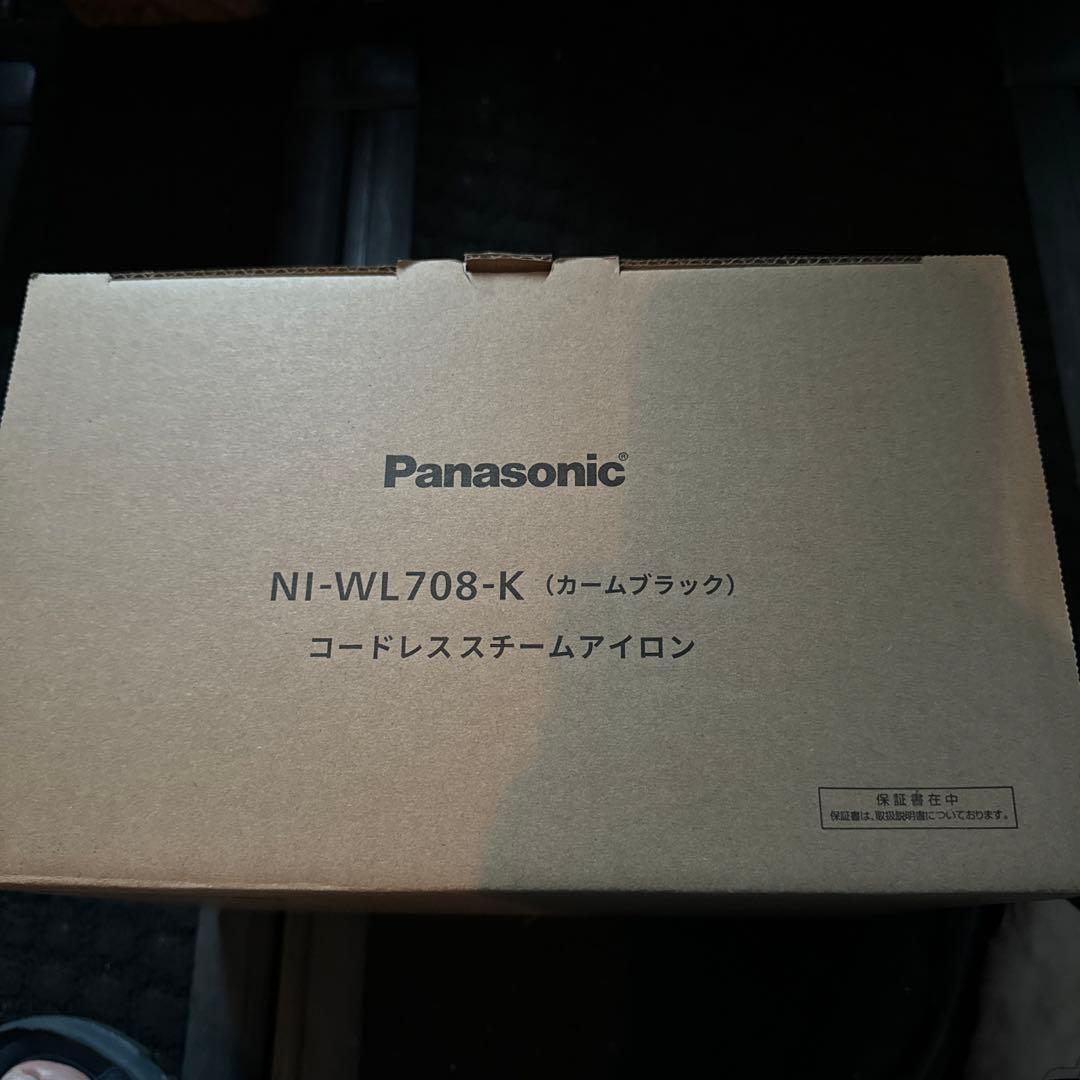 Panasonic®
NI-WL708-K（カームブラック）
コードレススチームアイロン
保証書在中
保証書は、取扱説明書についております。